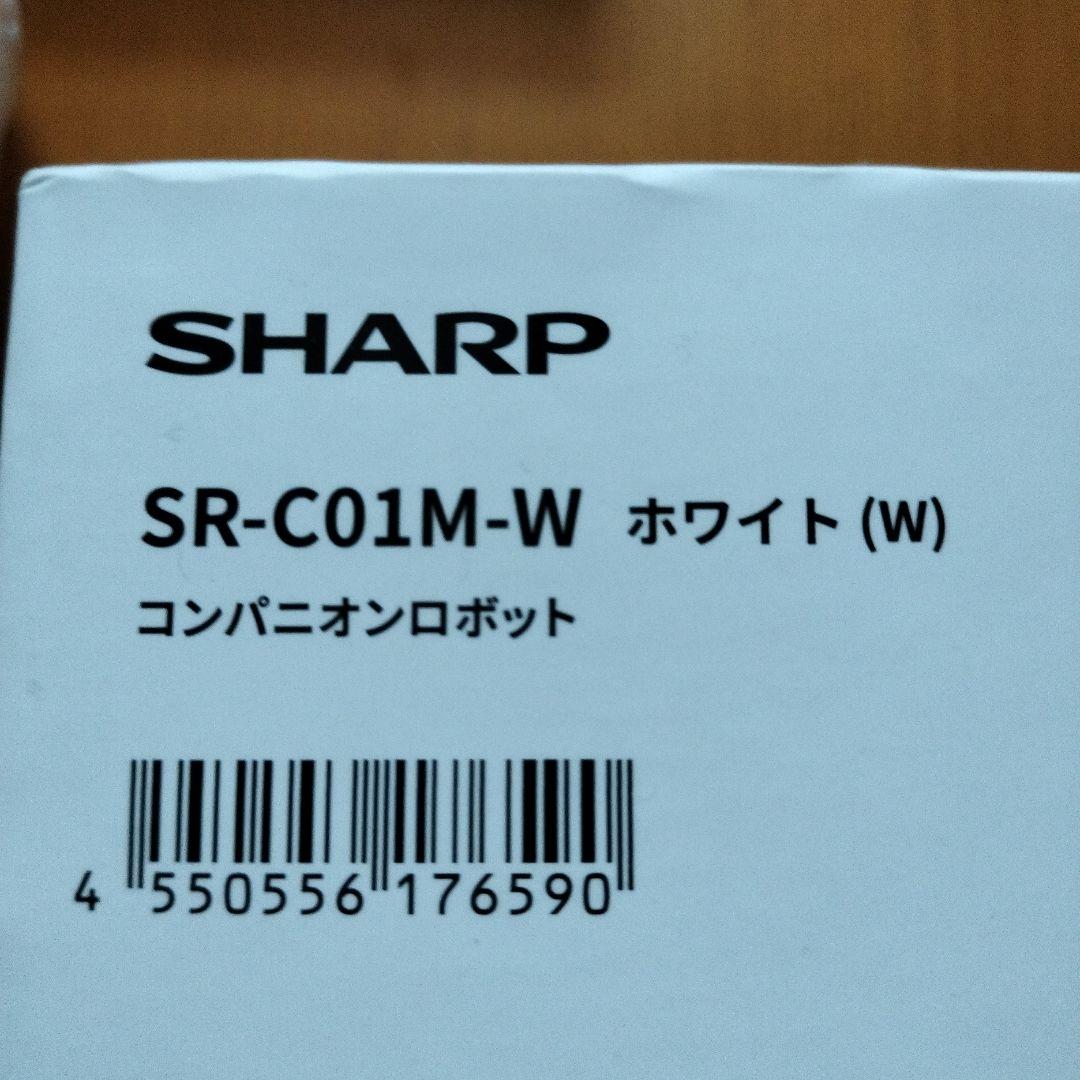 SHARP
SR-C01M-W ホワイト (W)
コンパニオンロボット
4 550556 176590